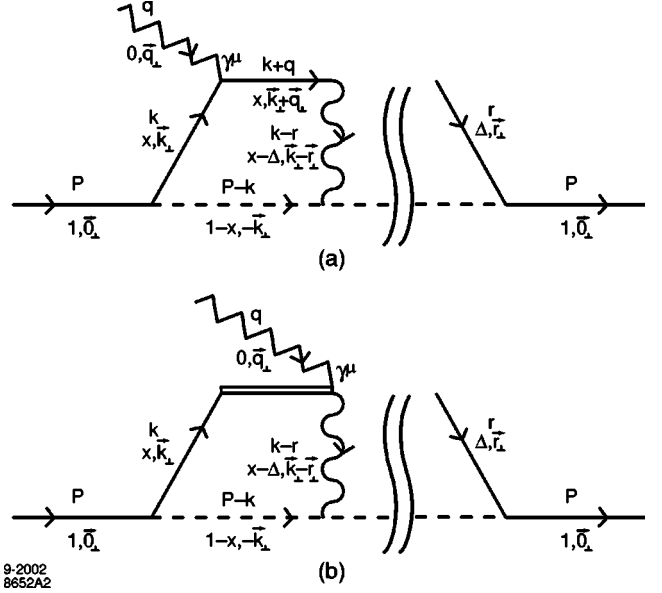 q
0,q⃗⊥
γμ
k+q
x,k⃗⊥+q⃗⊥
k
x,k⃗⊥
k−r
x−Δ,k⃗⊥−r⃗⊥
r
Δ,r⃗⊥
P
P−k
P
1,0⃗⊥
1−x,−k⃗⊥
1,0⃗⊥
(a)
q
0,q⃗⊥
γμ
k
x,k⃗⊥
k−r
x−Δ,k⃗⊥−r⃗⊥
r
Δ,r⃗⊥
P
P−k
P
1,0⃗⊥
1−x,−k⃗⊥
1,0⃗⊥
(b)
9-2002
8652A2